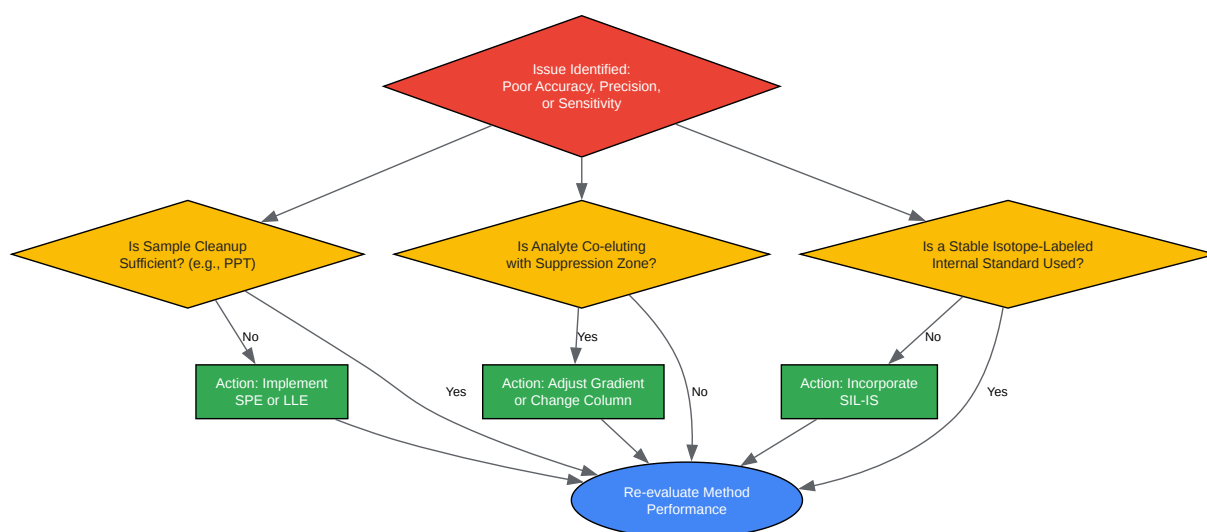 Issue Identified:
Poor Accuracy, Precision,
or Sensitivity
Is Sample Cleanup
Sufficient? (e.g., PPT)
Is Analyte Co-eluting
with Suppression Zone?
Is a Stable Isotope-Labeled
Internal Standard Used?
No
Yes
No
Action: Implement
SPE or LLE
Yes
Action: Adjust Gradient
or Change Column
No
Action: Incorporate
SIL-IS
Yes
Re-evaluate Method
Performance